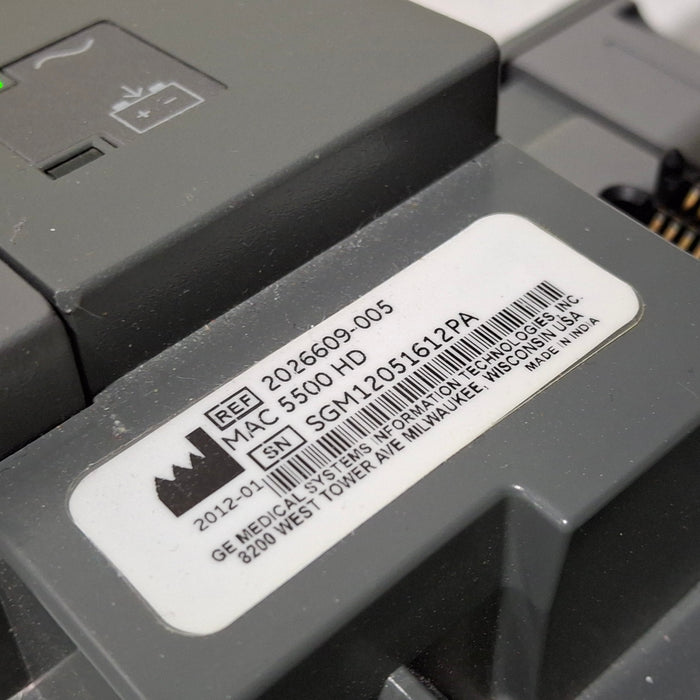 REF 2026609-005
MAC 5500 HD
SN SGM12051612PA
2012-01
GE MEDICAL SYSTEMS INFORMATION TECHNOLOGIES, INC.
8200 WEST TOWER AVE MILWAUKEE, WISCONSIN USA
MADE IN INDIA